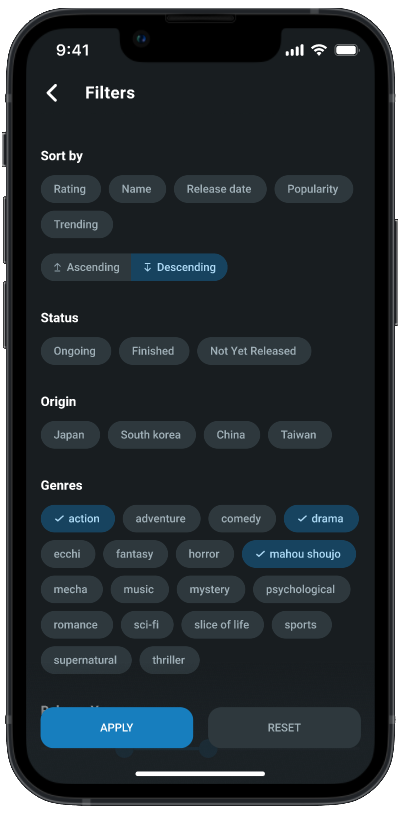 9:41
Filters
Sort by
Rating Name Release date Popularity
Trending
Ascending Descending
Status
Ongoing Finished Not Yet Released
Origin
Japan South korea China Taiwan
Genres
action adventure comedy drama
ecchi fantasy horror mahou shoujo
mecha music mystery psychological
romance sci-fi slice of life sports
supernatural thriller
APPLY RESET